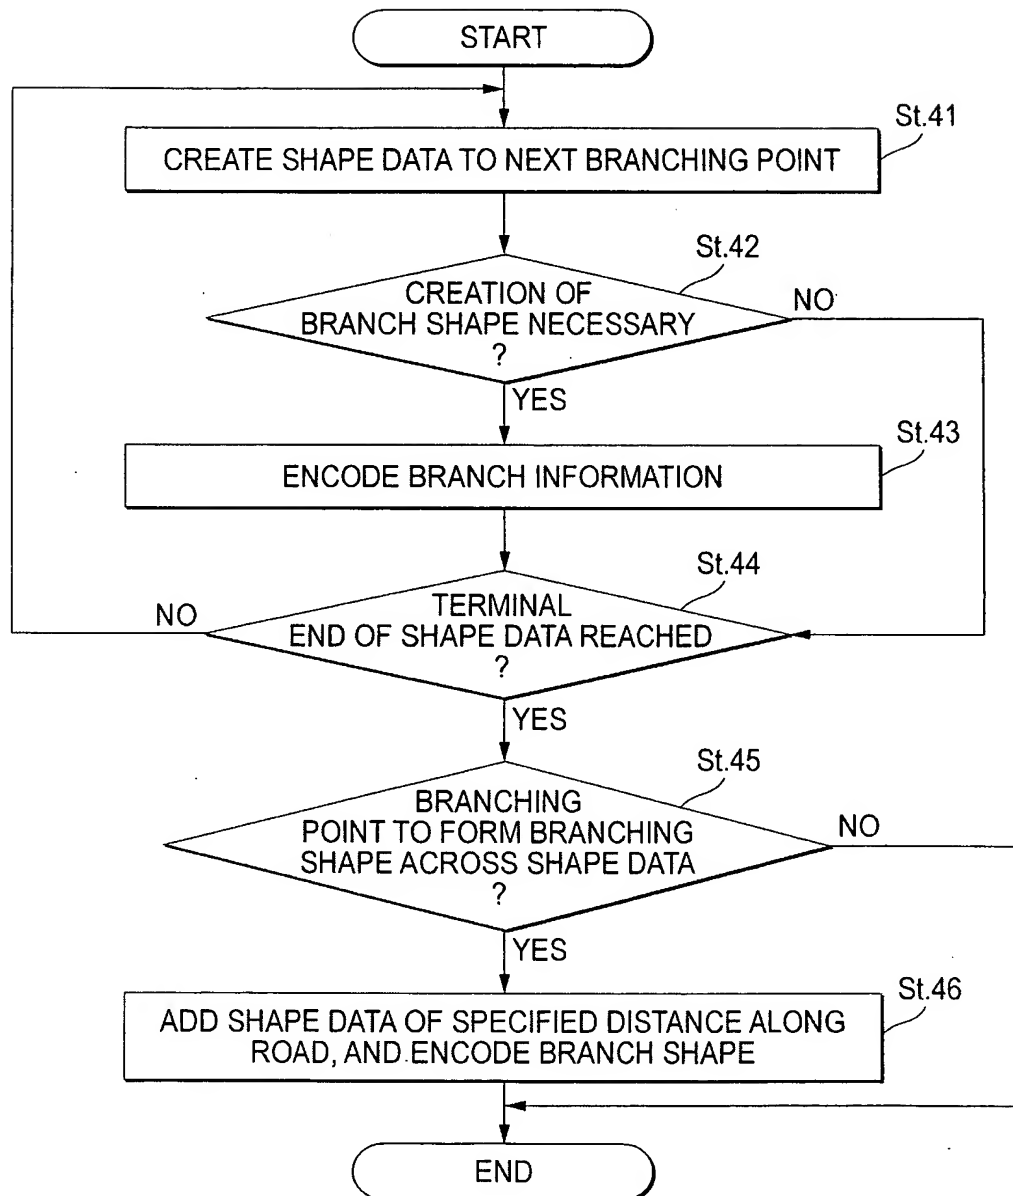 START
St.41
CREATE SHAPE DATA TO NEXT BRANCHING POINT
St.42
CREATION OF
BRANCH SHAPE NECESSARY
?
NO
YES
St.43
ENCODE BRANCH INFORMATION
St.44
TERMINAL
END OF SHAPE DATA REACHED
?
NO
YES
St.45
BRANCHING
POINT TO FORM BRANCHING
SHAPE ACROSS SHAPE DATA
?
NO
YES
St.46
ADD SHAPE DATA OF SPECIFIED DISTANCE ALONG
ROAD, AND ENCODE BRANCH SHAPE
END